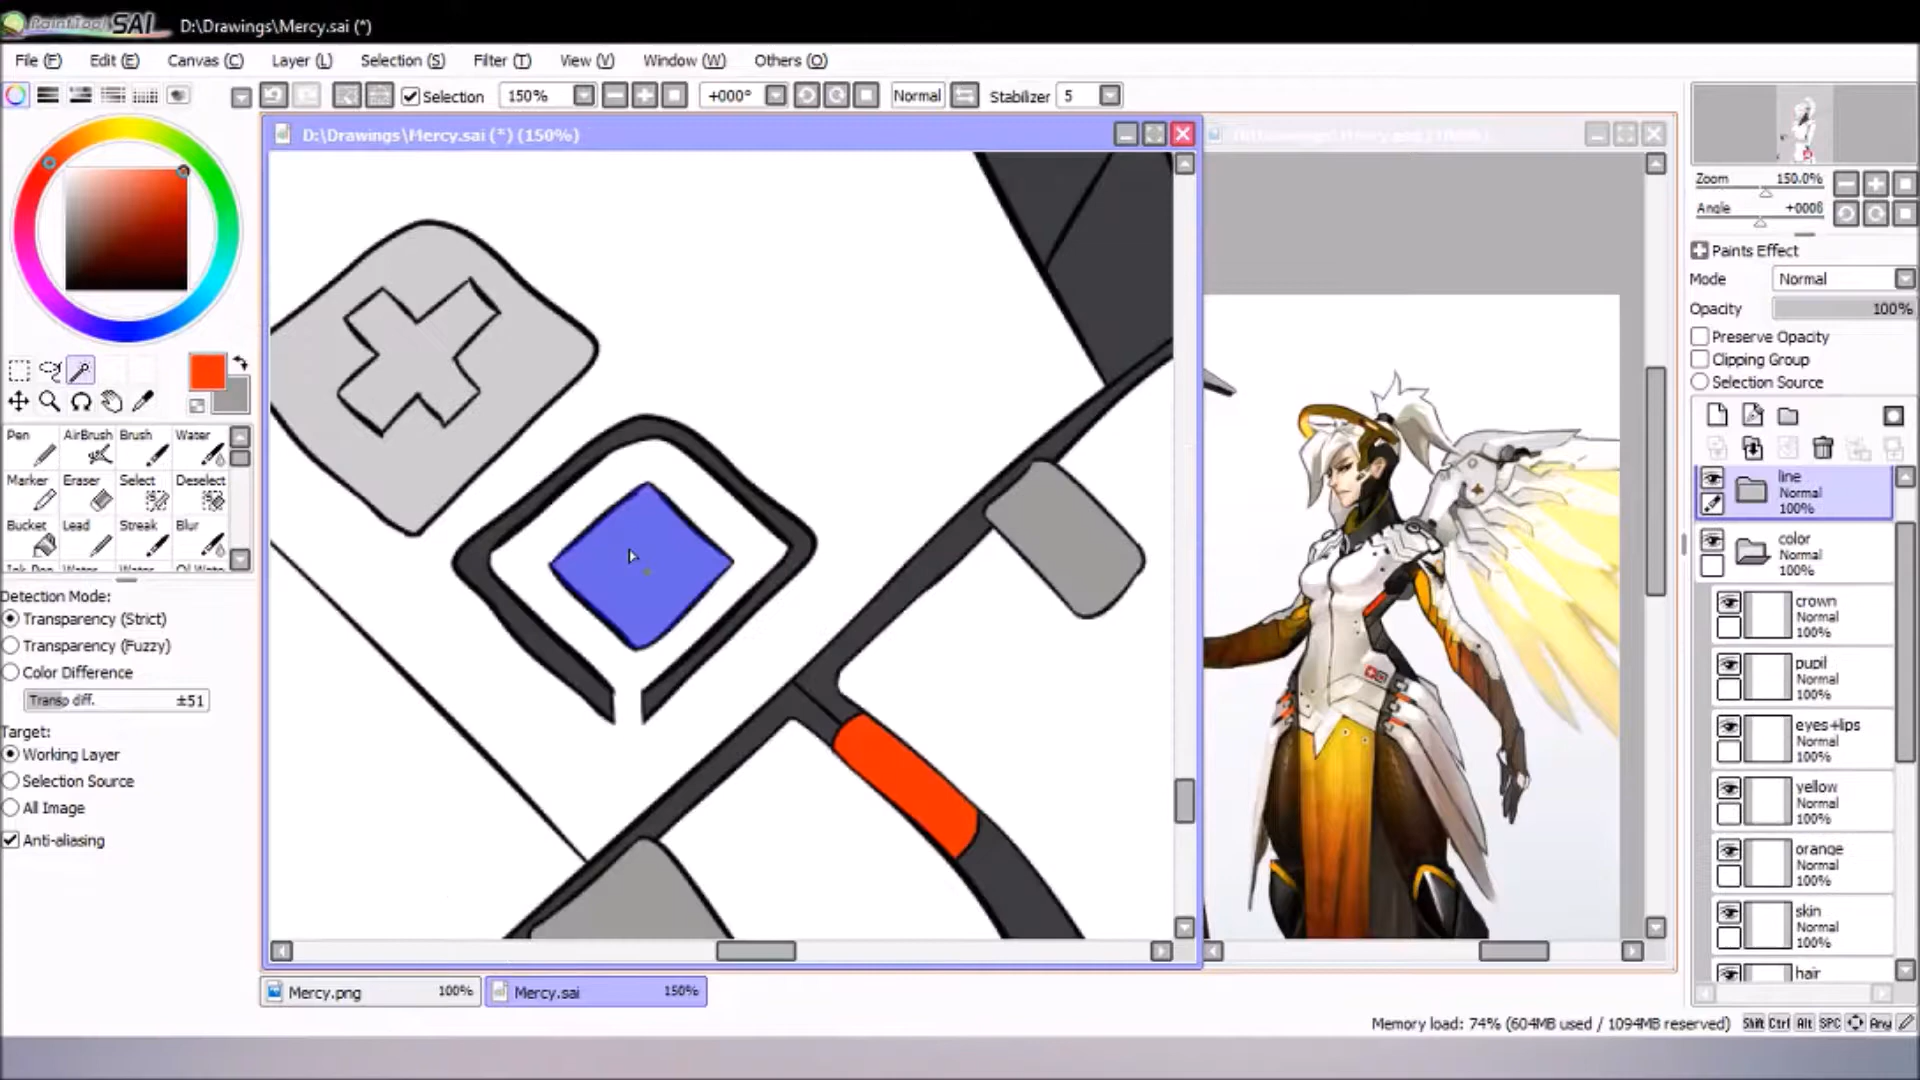 PaintTool SAI D:\Drawings\Mercy.sai (*)
File (F) Edit (E) Canvas (C) Layer (L) Selection (S) Filter (T) View (V) Window (W) Others (O)
Selection 150% +000° Normal Stabilizer 5
D:\Drawings\Mercy.sai (*) (150%)
Zoom 150.0%
Angle +000
Paints Effect
Mode Normal
Opacity 100%
Preserve Opacity
Clipping Group
Selection Source
Pen AirBrush Brush Water
Marker Eraser Select Deselect
Bucket Lead Streak Blur
Detection Mode:
Transparency (Strict)
Transparency (Fuzzy)
Color Difference
Transp diff. ±51
Target:
Working Layer
Selection Source
All Image
Anti-aliasing
line
Normal
100%
color
Normal
100%
crown
Normal
100%
pupil
Normal
100%
eyes+lips
Normal
100%
yellow
Normal
100%
orange
Normal
100%
skin
Normal
100%
hair
Mercy.png 100% Mercy.sai 150%
Memory load: 74% (604MB used / 1094MB reserved) Shift Ctrl Alt SPC Any